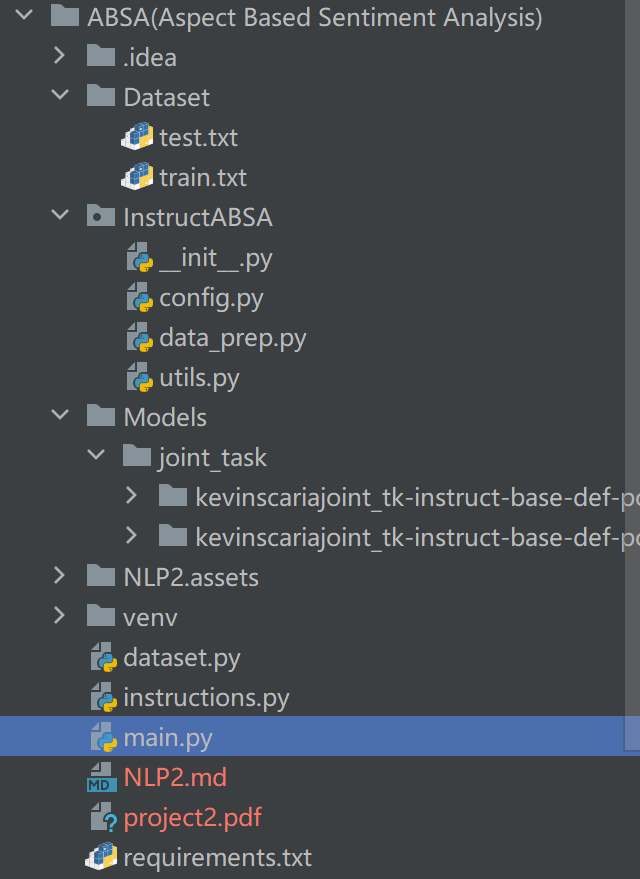 ABSA(Aspect Based Sentiment Analysis)
.idea
Dataset
test.txt
train.txt
InstructABSA
__init__.py
config.py
data_prep.py
utils.py
Models
joint_task
kevinscariajoint_tk-instruct-base-def-po
kevinscariajoint_tk-instruct-base-def-po
NLP2.assets
venv
dataset.py
instructions.py
main.py
MD NLP2.md
project2.pdf
requirements.txt